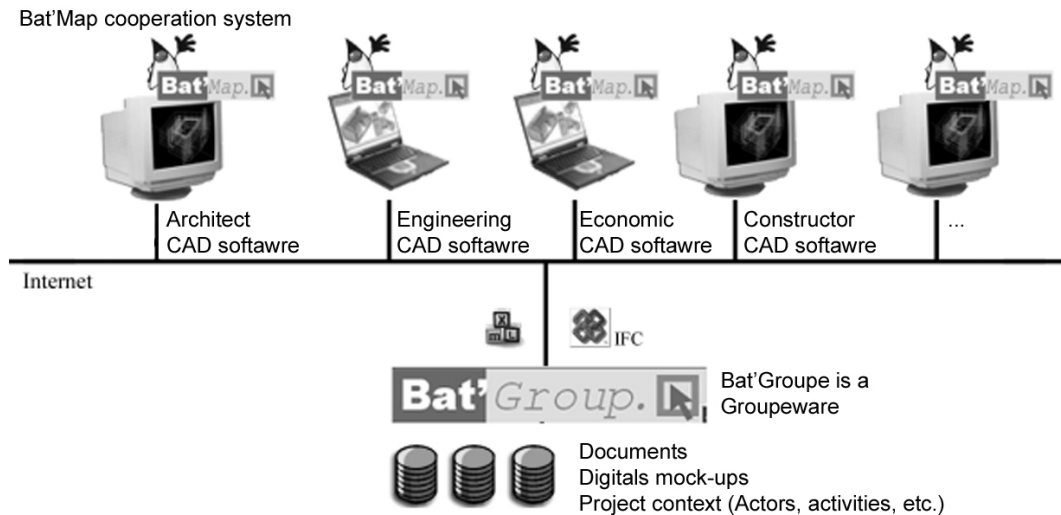 Bat'Map cooperation system
Bat'Map.
Bat'Map.
Bat'Map.
Bat'Map.
Bat'Map.
Architect
CAD softawre
Engineering
CAD softawre
Economic
CAD softawre
Constructor
CAD softawre
...
Internet
XmL
IFC
Bat'Group.
Bat'Groupe is a
Groupeware
Documents
Digitals mock-ups
Project context (Actors, activities, etc.)